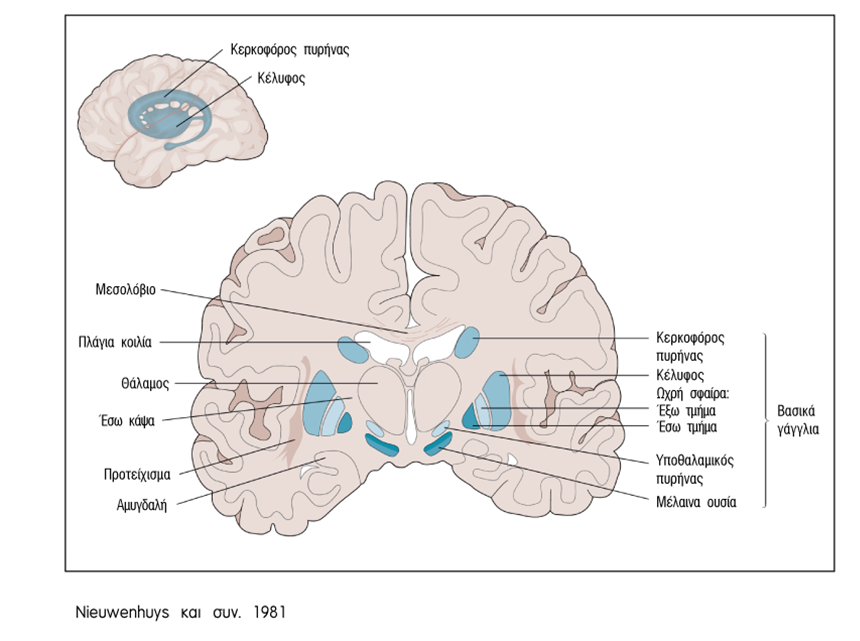 Κερκοφόρος πυρήνας
Κέλυφος
Μεσολόβιο
Πλάγια κοιλία
Θάλαμος
Έσω κάψα
Προτείχισμα
Αμυγδαλή
Κερκοφόρος
πυρήνας
Κέλυφος
Ωχρή σφαίρα:
Έξω τμήμα
Έσω τμήμα
Υποθαλαμικός
πυρήνας
Μέλαινα ουσία
Βασικά
γάγγλια
Nieuwenhuys και συν. 1981